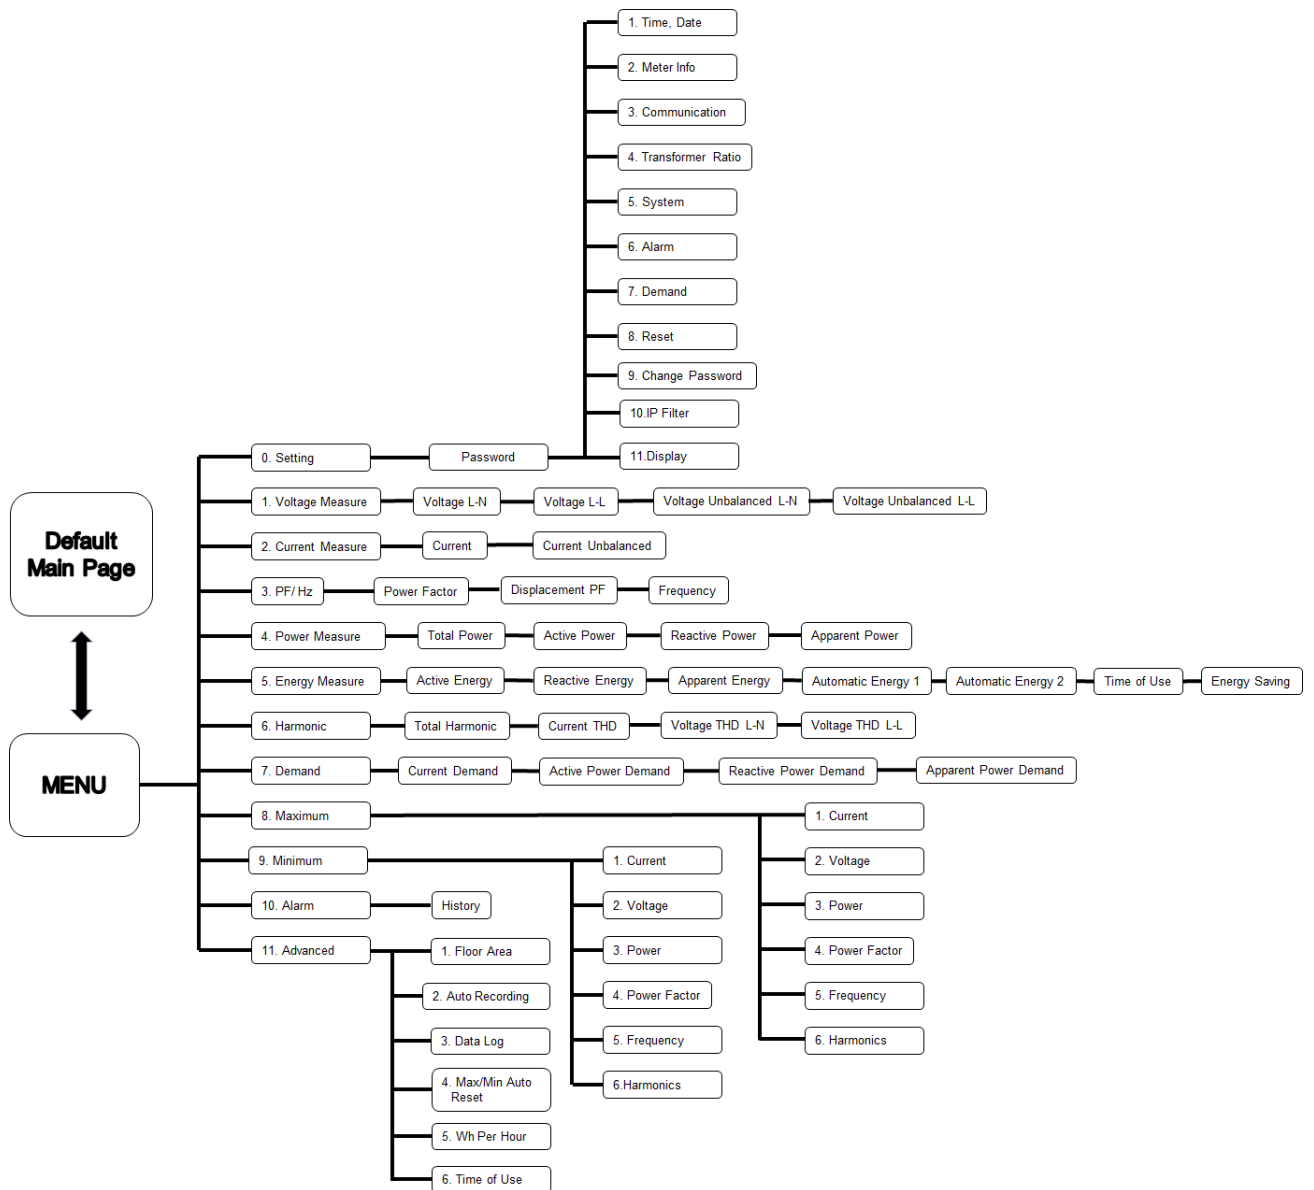 1. Time, Date
2. Meter Info
3. Communication
4. Transformer Ratio
5. System
6. Alarm
7. Demand
8. Reset
9. Change Password
10.IP Filter
11.Display
0. Setting
Password
1. Voltage Measure
Voltage L-N
Voltage L-L
Voltage Unbalanced L-N
Voltage Unbalanced L-L
Default
Main Page
2. Current Measure
Current
Current Unbalanced
3. PF/ Hz
Power Factor
Displacement PF
Frequency
4. Power Measure
Total Power
Active Power
Reactive Power
Apparent Power
5. Energy Measure
Active Energy
Reactive Energy
Apparent Energy
Automatic Energy 1
Automatic Energy 2
Time of Use
Energy Saving
6. Harmonic
Total Harmonic
Current THD
Voltage THD L-N
Voltage THD L-L
MENU
7. Demand
Current Demand
Active Power Demand
Reactive Power Demand
Apparent Power Demand
8. Maximum
1. Current
2. Voltage
3. Power
4. Power Factor
5. Frequency
6. Harmonics
9. Minimum
1. Current
2. Voltage
3. Power
4. Power Factor
5. Frequency
6.Harmonics
10. Alarm
History
11. Advanced
1. Floor Area
2. Auto Recording
3. Data Log
4. Max/Min Auto
Reset
5. Wh Per Hour
6. Time of Use